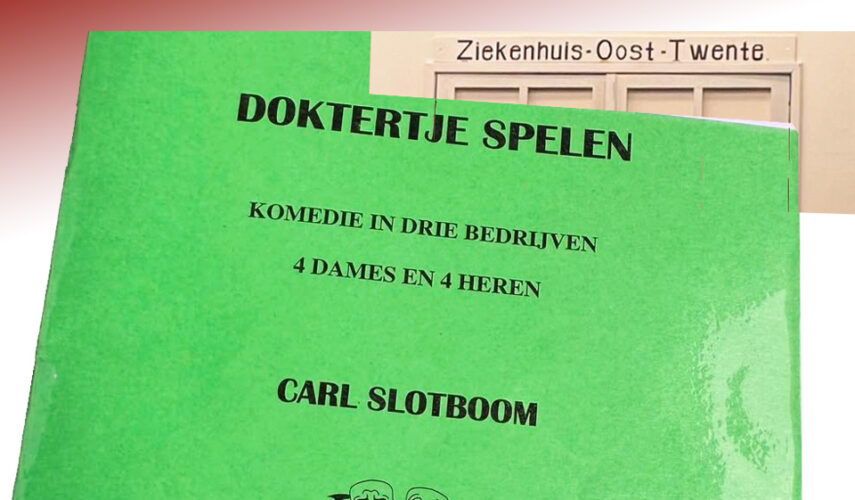 Ziekenhuis-Oost-Twente.
DOKTERTJE SPELEN
KOMEDIE IN DRIE BEDRIJVEN
4 DAMES EN 4 HEREN
CARL SLOTBOOM